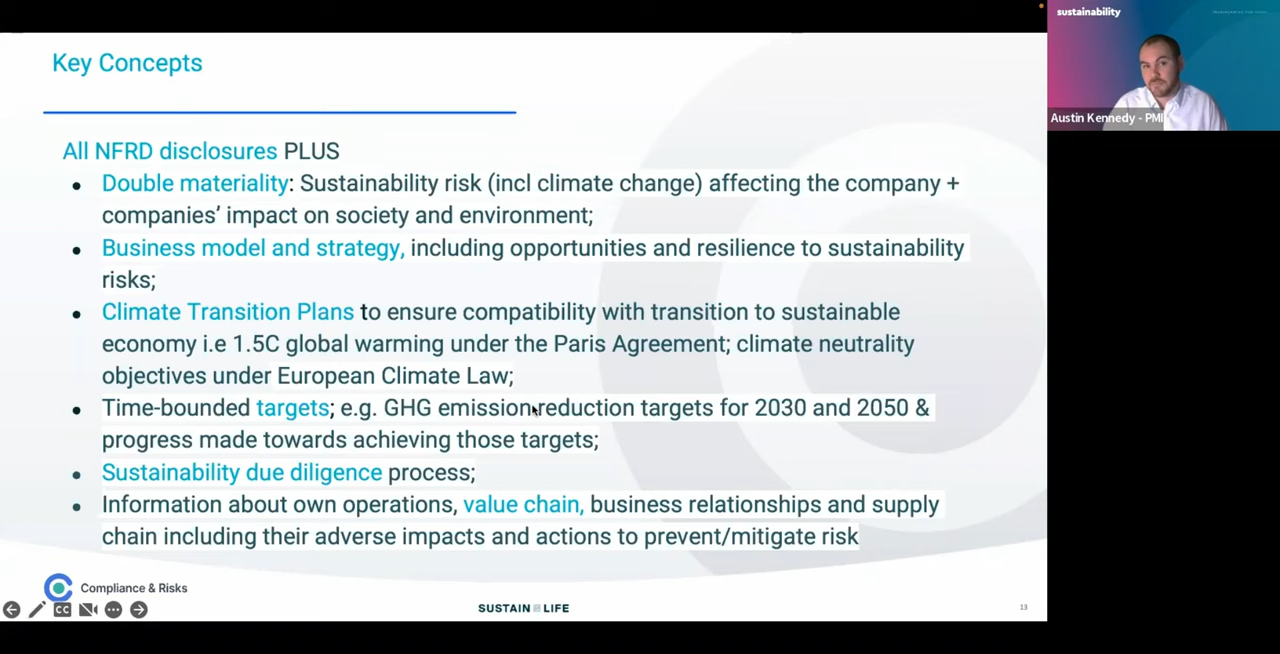 Key Concepts
All NFRD disclosures PLUS
Double materiality: Sustainability risk (incl climate change) affecting the company +
companies’ impact on society and environment;
Business model and strategy, including opportunities and resilience to sustainability
risks;
Climate Transition Plans to ensure compatibility with transition to sustainable
economy i.e 1.5C global warming under the Paris Agreement; climate neutrality
objectives under European Climate Law;
Time-bounded targets; e.g. GHG emission reduction targets for 2030 and 2050 &
progress made towards achieving those targets;
Sustainability due diligence process;
Information about own operations, value chain, business relationships and supply
chain including their adverse impacts and actions to prevent/mitigate risk
Compliance & Risks
CC
SUSTAIN LIFE
13
sustainability
Austin Kennedy - PMI